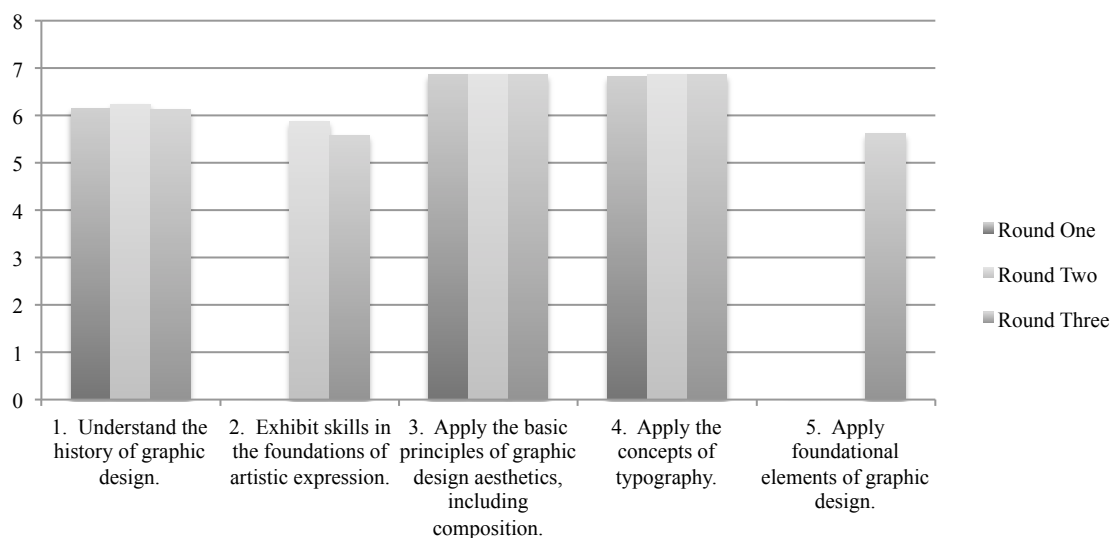 8
7
6
5
4
3
2
1
0
1. Understand the
history of graphic
design.
2. Exhibit skills in
the foundations of
artistic expression.
3. Apply the basic
principles of graphic
design aesthetics,
including
composition.
4. Apply the
concepts of
typography.
5. Apply
foundational
elements of graphic
design.
Round One
Round Two
Round Three